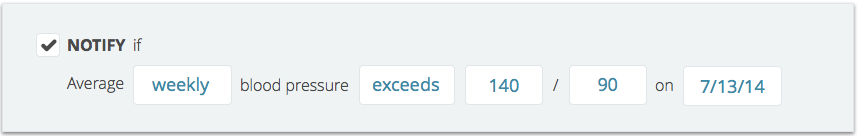 NOTIFY if
Average weekly blood pressure exceeds 140 / 90 on 7/13/14